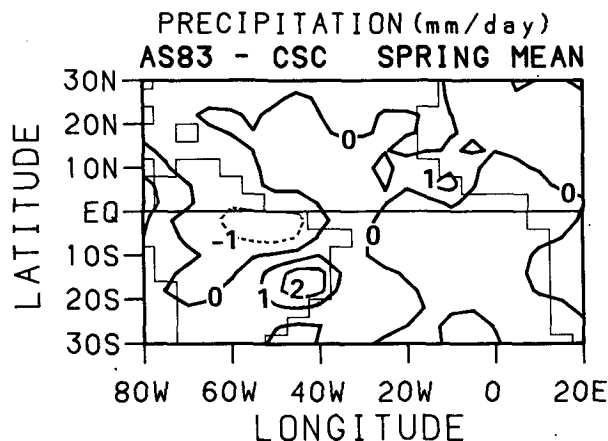 PRECIPITATION (mm/day)
AS83 - CSC SPRING MEAN
30N
20N
10N
EQ
10S
20S
30S
LATITUDE
0
1
0
0
-1
0
1
2
80W 60W 40W 20W 0 20E
LONGITUDE